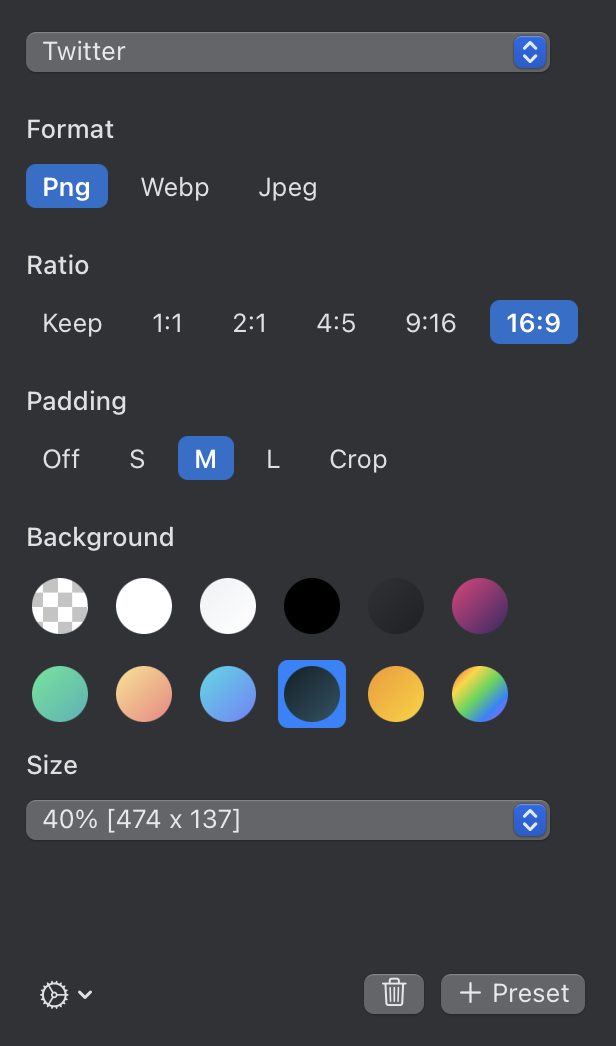 Twitter
Format
Png Webp Jpeg
Ratio
Keep 1:1 2:1 4:5 9:16 16:9
Padding
Off S M L Crop
Background
Size
40% [474 x 137]
Preset